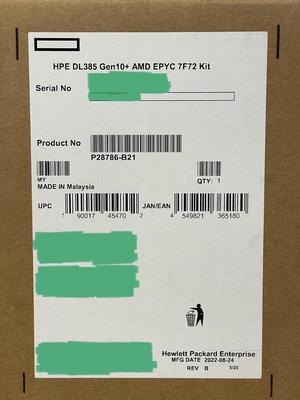 HPE DL385 Gen10+ AMD EPYC 7F72 Kit
Serial No
Product No
P28786-B21
MY
MADE IN Malaysia
QTY: 1
UPC
1 90017 45470 2
JAN/EAN
4 549821 365180
Hewlett Packard Enterprise
MFG DATE 2022-08-24
REV B 5/20